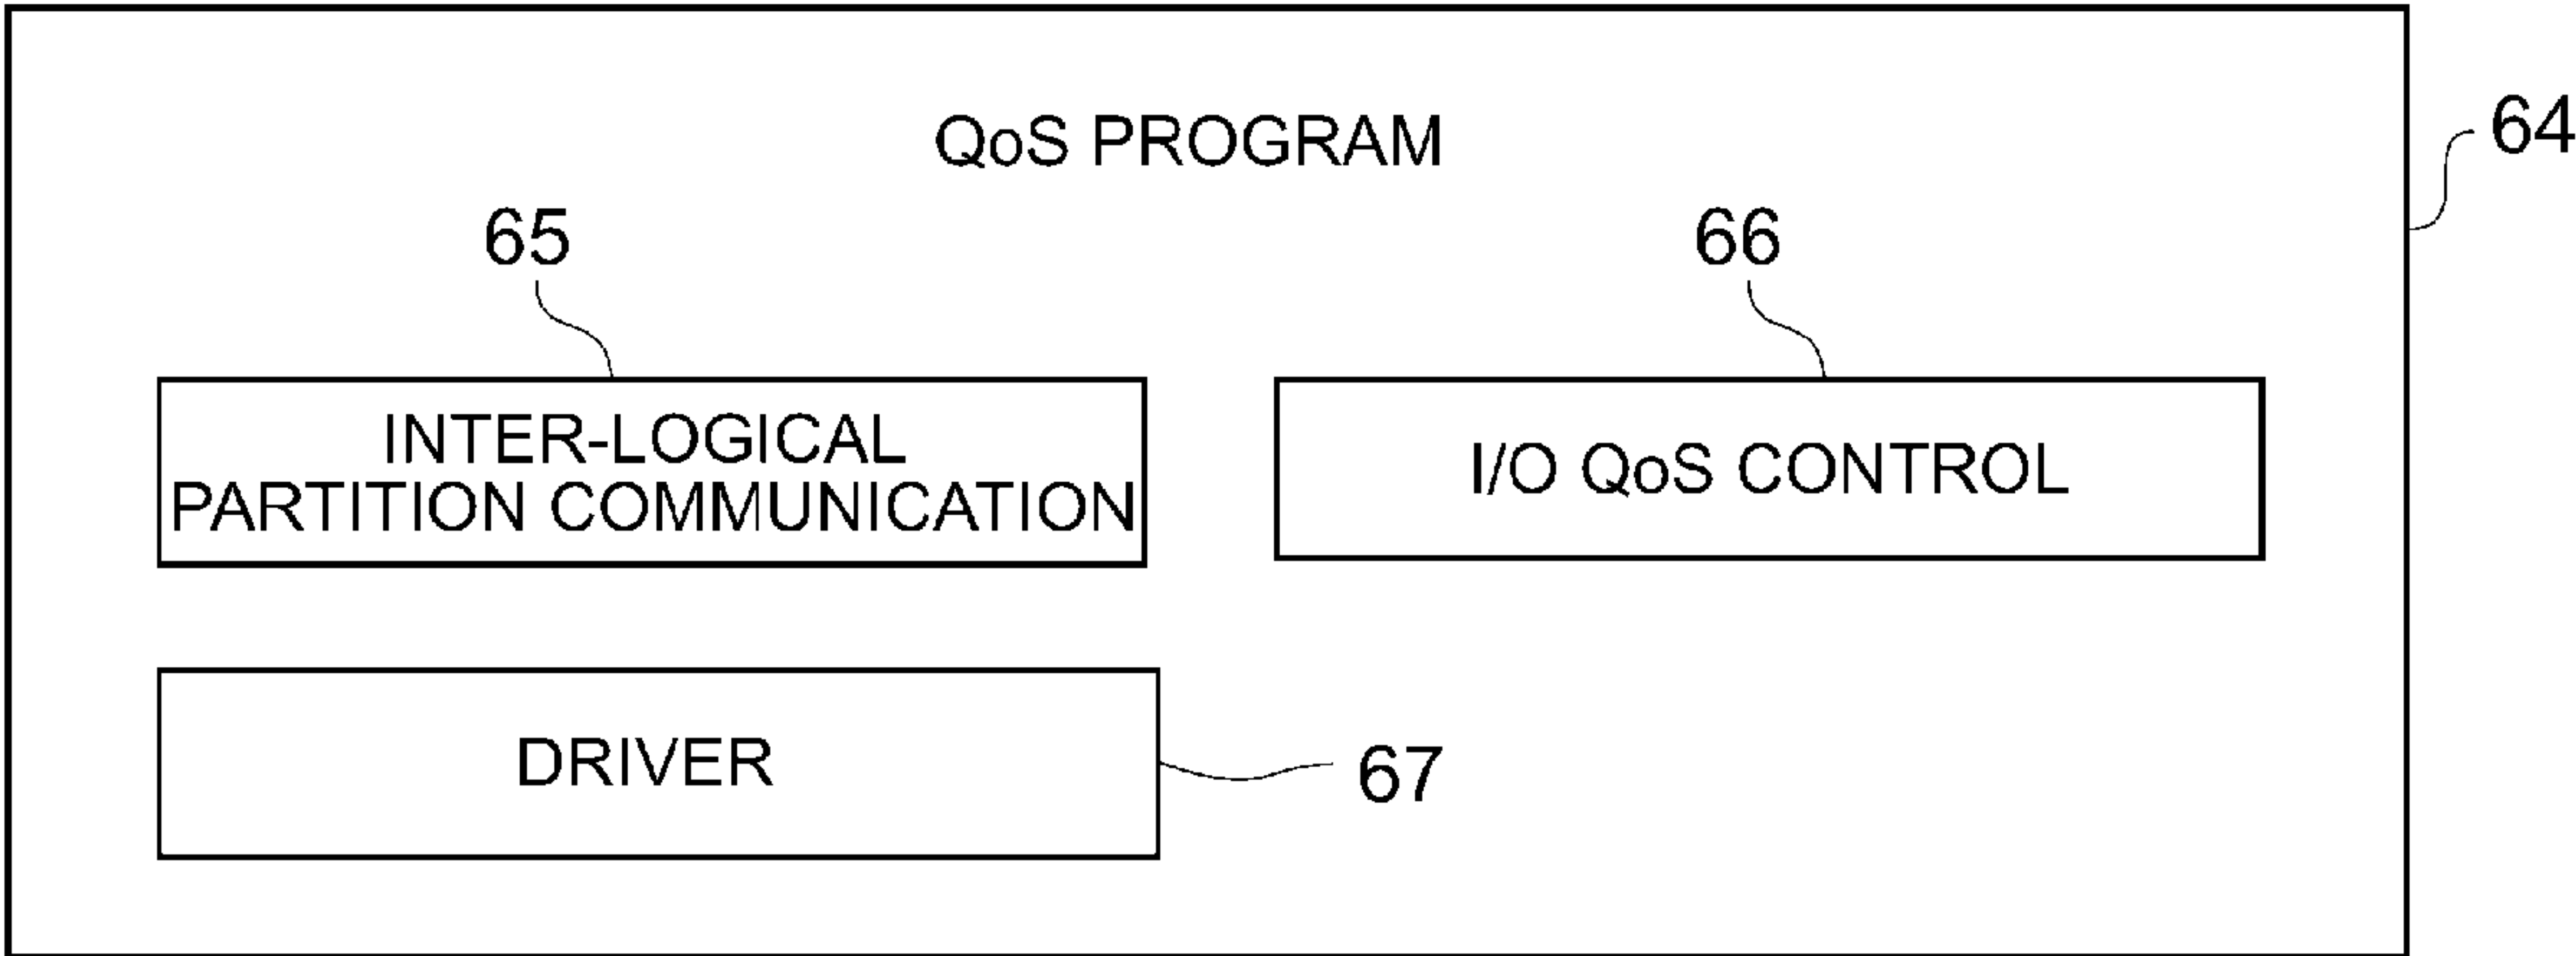 QoS PROGRAM
64
65
66
INTER-LOGICAL
PARTITION COMMUNICATION
I/O QoS CONTROL
DRIVER
67